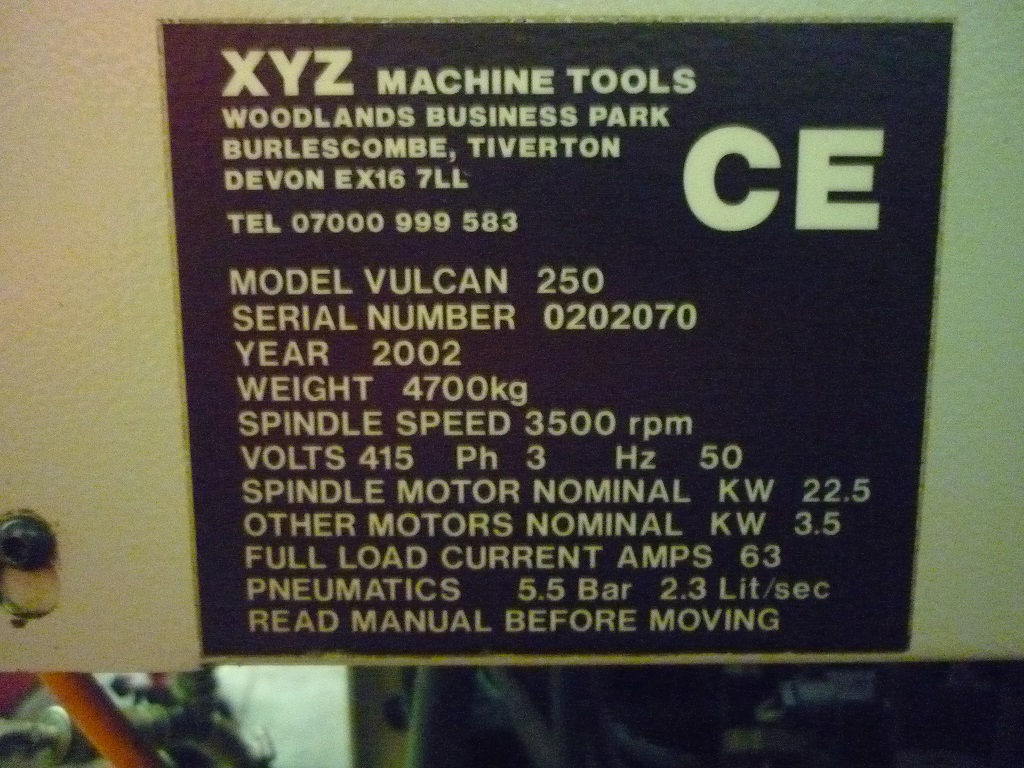 XYZ MACHINE TOOLS
WOODLANDS BUSINESS PARK
BURLESCOMBE, TIVERTON
DEVON EX16 7LL
CE
TEL 07000 999 583
MODEL VULCAN 250
SERIAL NUMBER 0202070
YEAR 2002
WEIGHT 4700kg
SPINDLE SPEED 3500 rpm
VOLTS 415 Ph 3 Hz 50
SPINDLE MOTOR NOMINAL KW 22.5
OTHER MOTORS NOMINAL KW 3.5
FULL LOAD CURRENT AMPS 63
PNEUMATICS 5.5 Bar 2.3 Lit/sec
READ MANUAL BEFORE MOVING